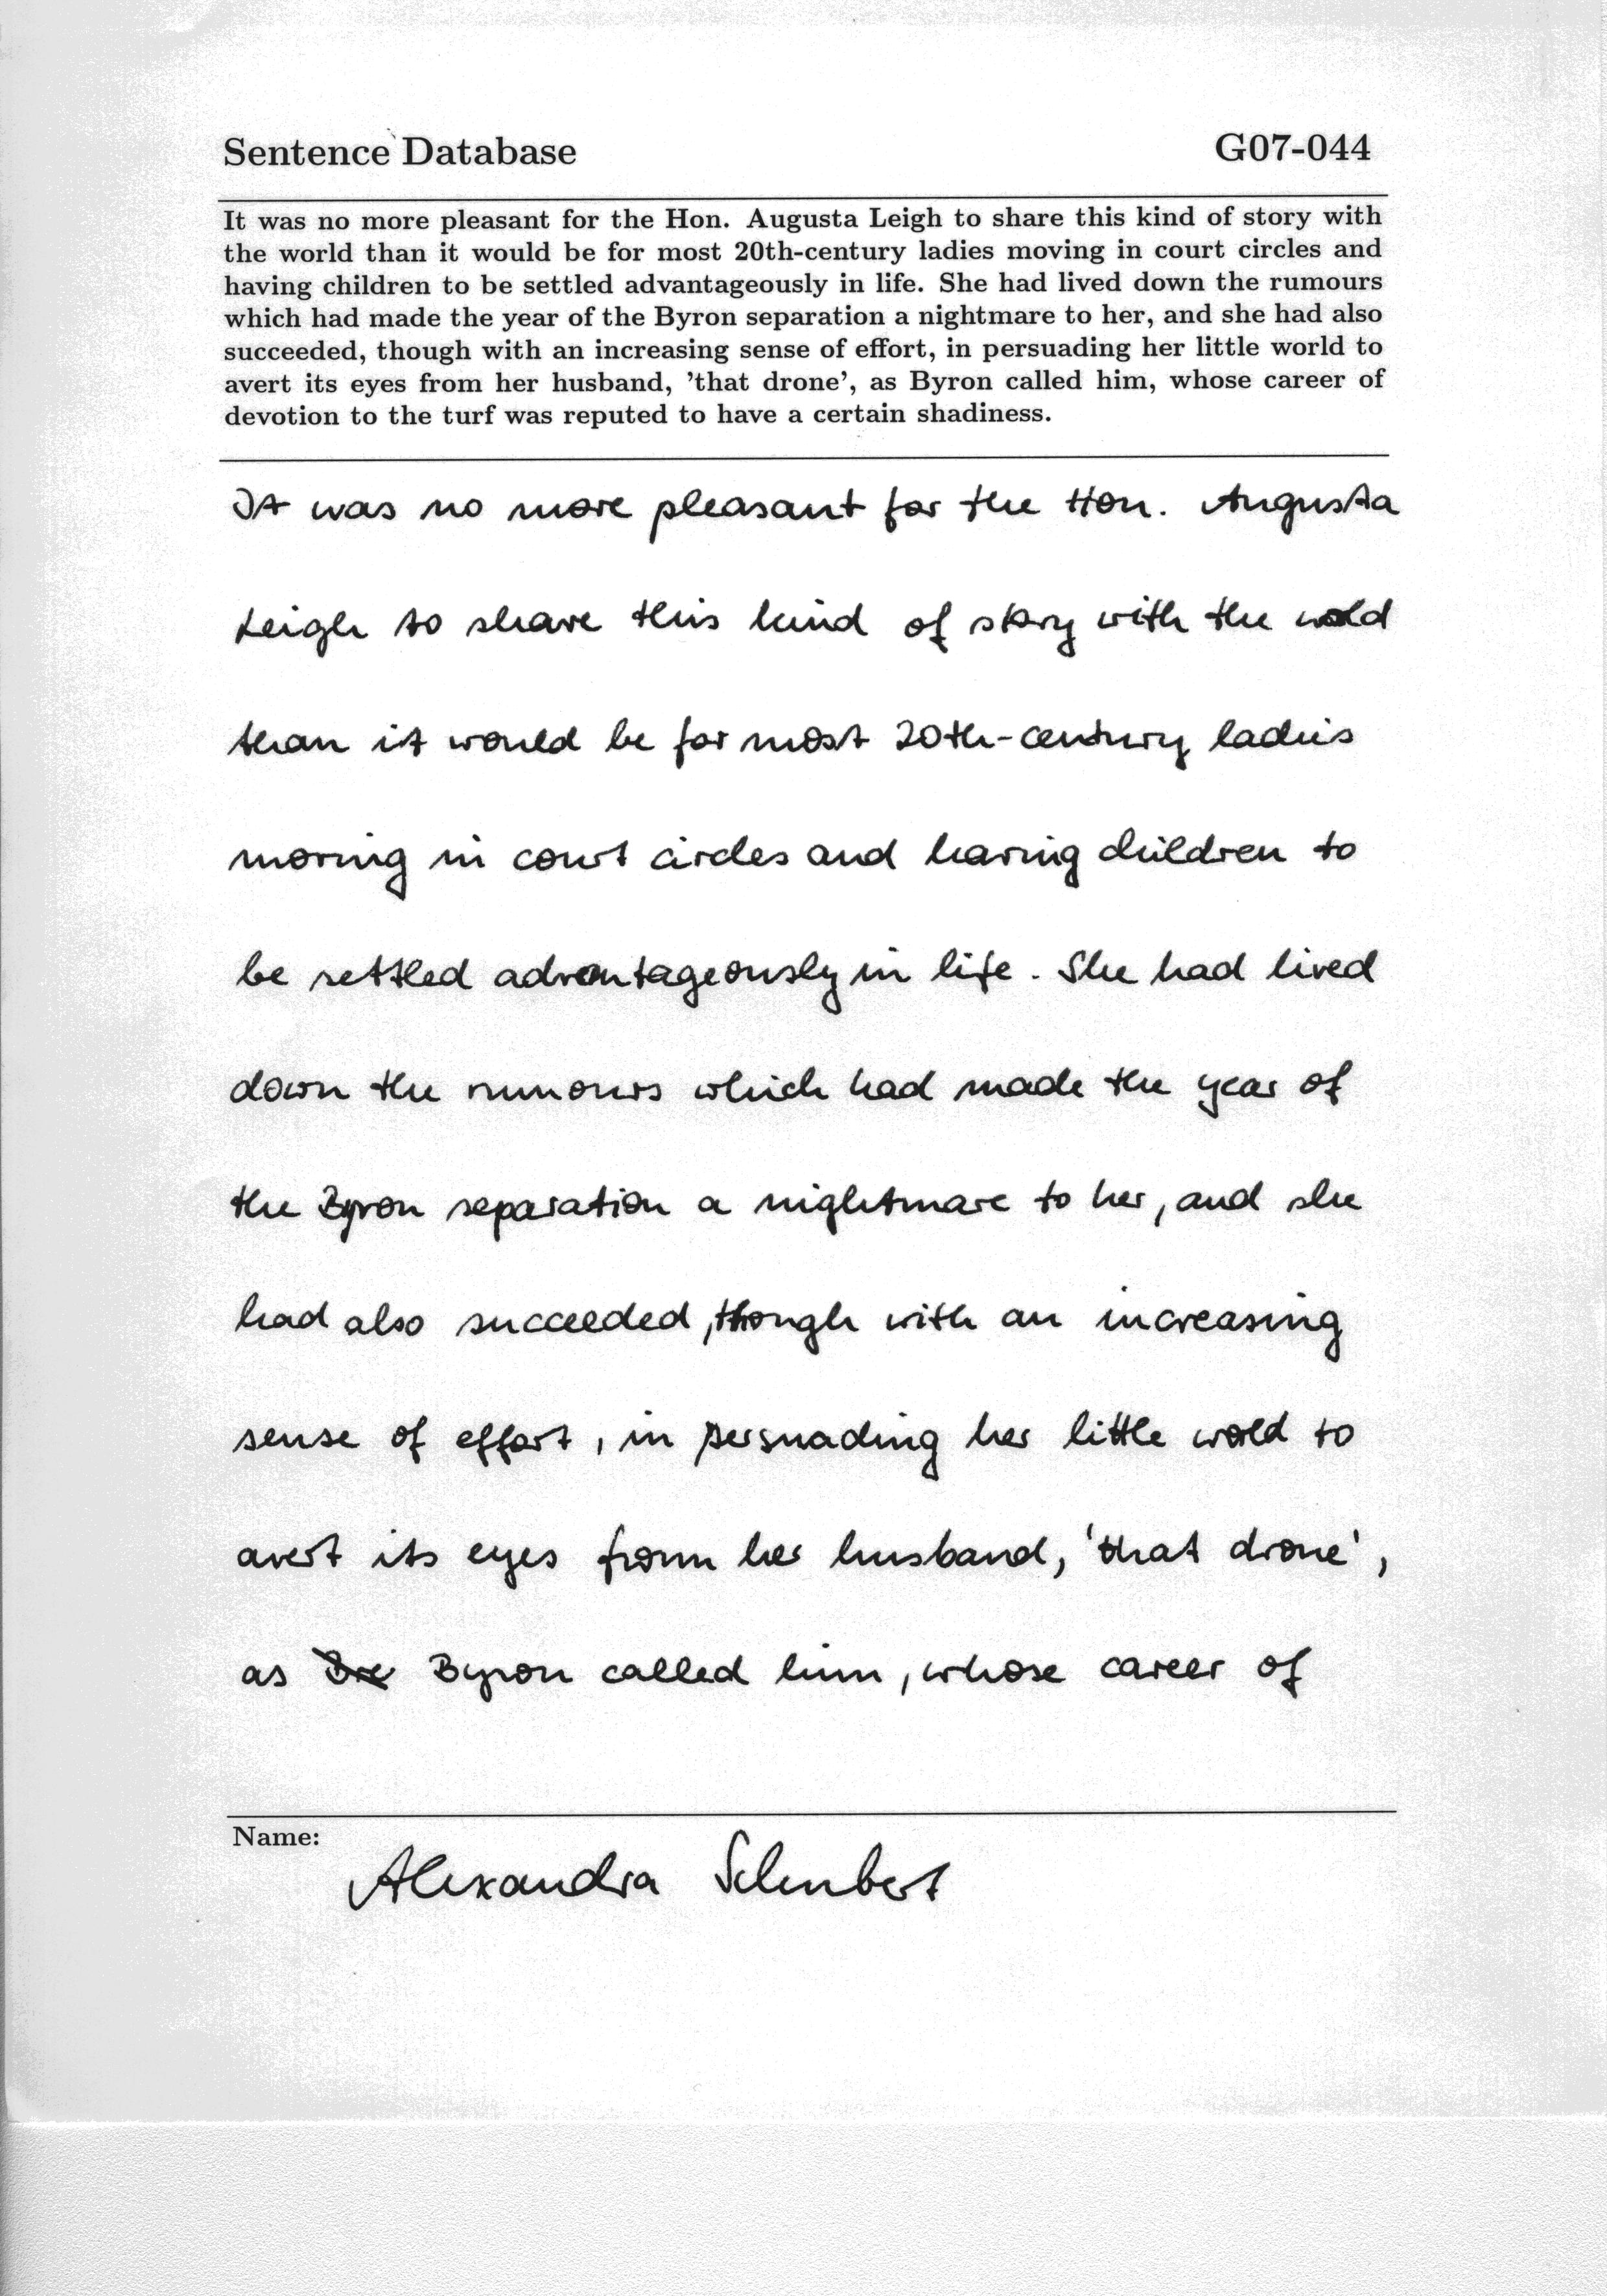 Sentence Database G07-044
It was no more pleasant for the Hon. Augusta Leigh to share this kind of story with
the world than it would be for most 20th-century ladies moving in court circles and
having children to be settled advantageously in life. She had lived down the rumours
which had made the year of the Byron separation a nightmare to her, and she had also
succeeded, though with an increasing sense of effort, in persuading her little world to
avert its eyes from her husband, 'that drone', as Byron called him, whose career of
devotion to the turf was reputed to have a certain shadiness.
It was no more pleasant for the Hon. Augusta
Leigh to share this kind of story with the world
than it would be for most 20th-century ladies
moving in court circles and having children to
be settled advantageously in life. She had lived
down the rumours which had made the year of
the Byron separation a nightmare to her, and she
had also succeeded, though with an increasing
sense of effort, in persuading her little world to
avert its eyes from her husband, 'that drone',
as Byron called him, whose career of
Name:
Alexandra Schubert